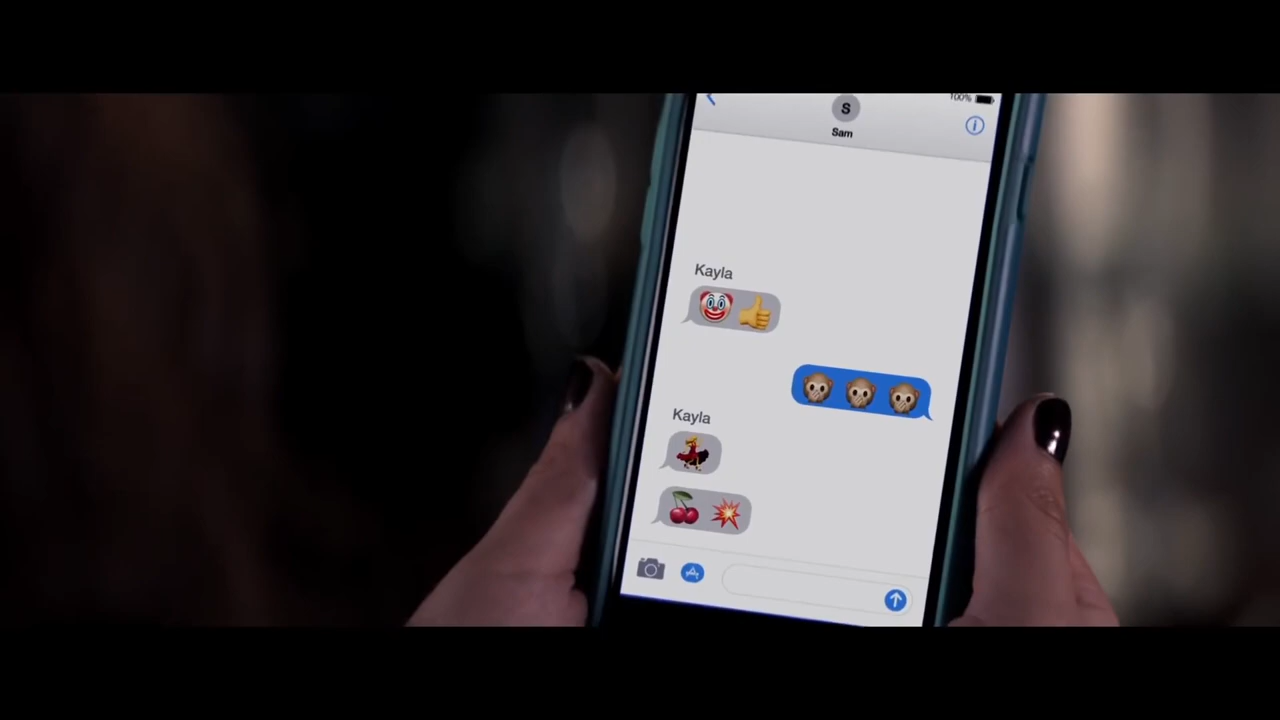 100%
S
Sam
Kayla
🤡 👍
🙊 🙊 🙊
Kayla
💃
🍒 💥